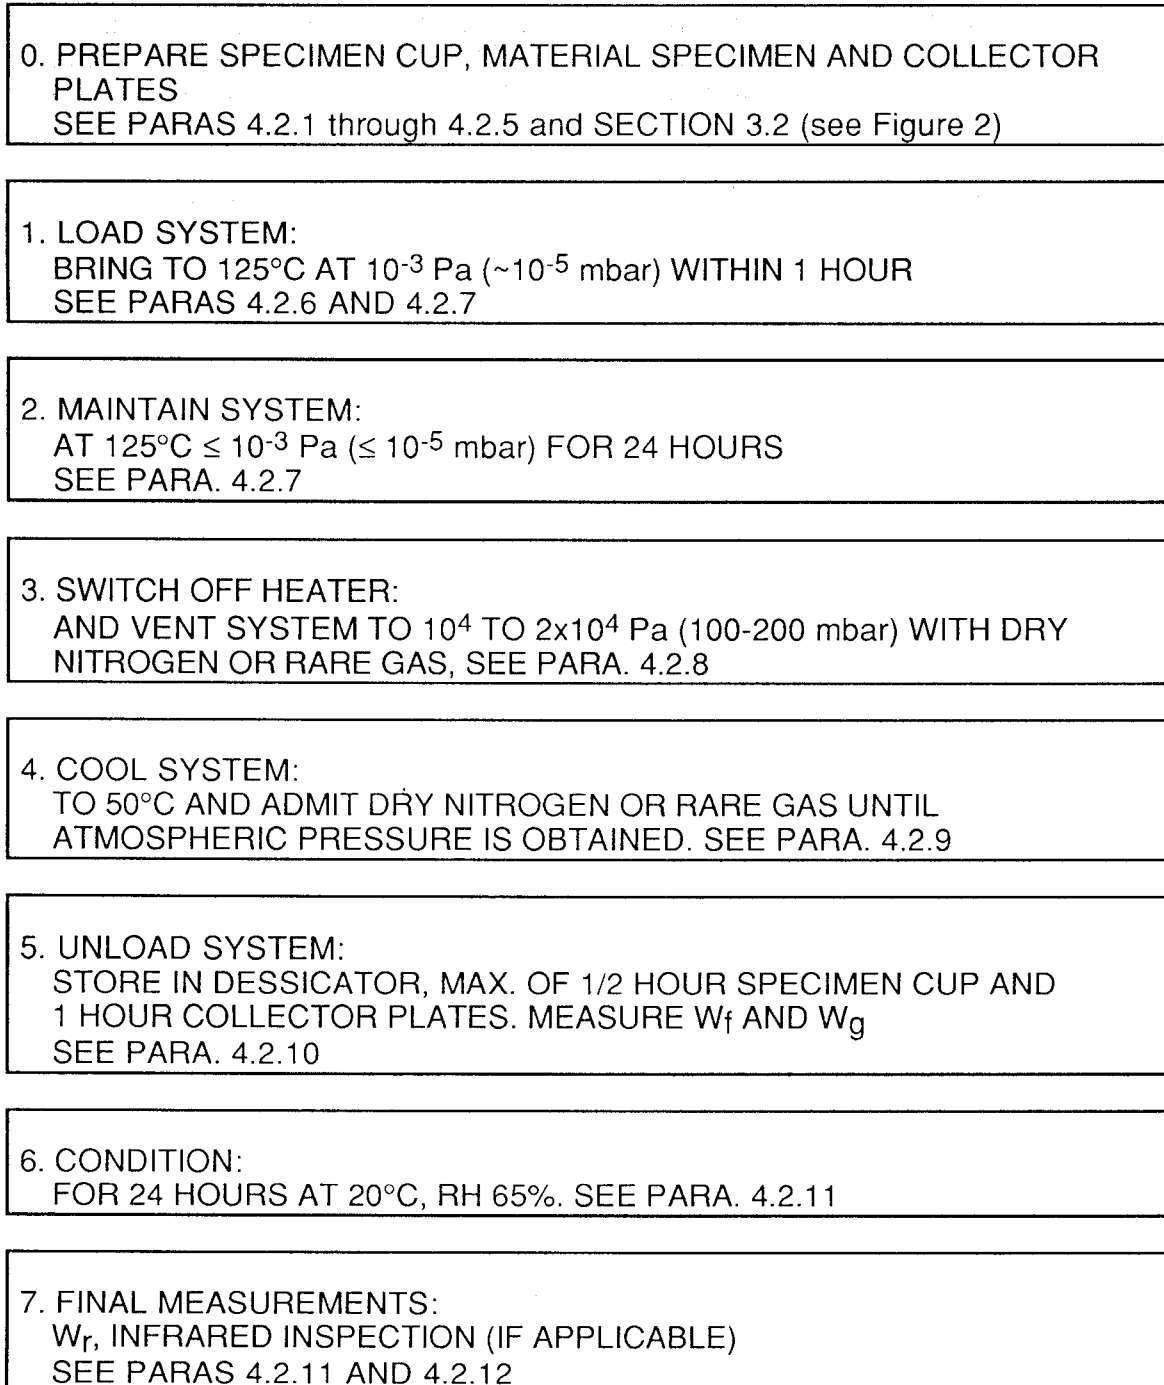 0. PREPARE SPECIMEN CUP, MATERIAL SPECIMEN AND COLLECTOR
PLATES
SEE PARAS 4.2.1 through 4.2.5 and SECTION 3.2 (see Figure 2)
1. LOAD SYSTEM:
BRING TO 125°C AT 10⁻³ Pa (~10⁻⁵ mbar) WITHIN 1 HOUR
SEE PARAS 4.2.6 AND 4.2.7
2. MAINTAIN SYSTEM:
AT 125°C ≤ 10⁻³ Pa (≤ 10⁻⁵ mbar) FOR 24 HOURS
SEE PARA. 4.2.7
3. SWITCH OFF HEATER:
AND VENT SYSTEM TO 10⁴ TO 2x10⁴ Pa (100-200 mbar) WITH DRY
NITROGEN OR RARE GAS, SEE PARA. 4.2.8
4. COOL SYSTEM:
TO 50°C AND ADMIT DRY NITROGEN OR RARE GAS UNTIL
ATMOSPHERIC PRESSURE IS OBTAINED. SEE PARA. 4.2.9
5. UNLOAD SYSTEM:
STORE IN DESSICATOR, MAX. OF 1/2 HOUR SPECIMEN CUP AND
1 HOUR COLLECTOR PLATES. MEASURE Wf AND Wg
SEE PARA. 4.2.10
6. CONDITION:
FOR 24 HOURS AT 20°C, RH 65%. SEE PARA. 4.2.11
7. FINAL MEASUREMENTS:
Wr, INFRARED INSPECTION (IF APPLICABLE)
SEE PARAS 4.2.11 AND 4.2.12